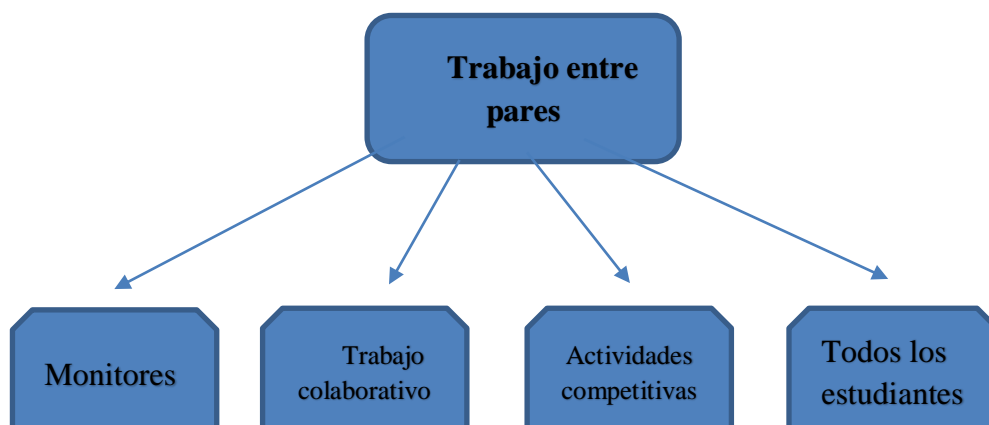 Trabajo entre
pares
Monitores
Trabajo
colaborativo
Actividades
competitivas
Todos los
estudiantes